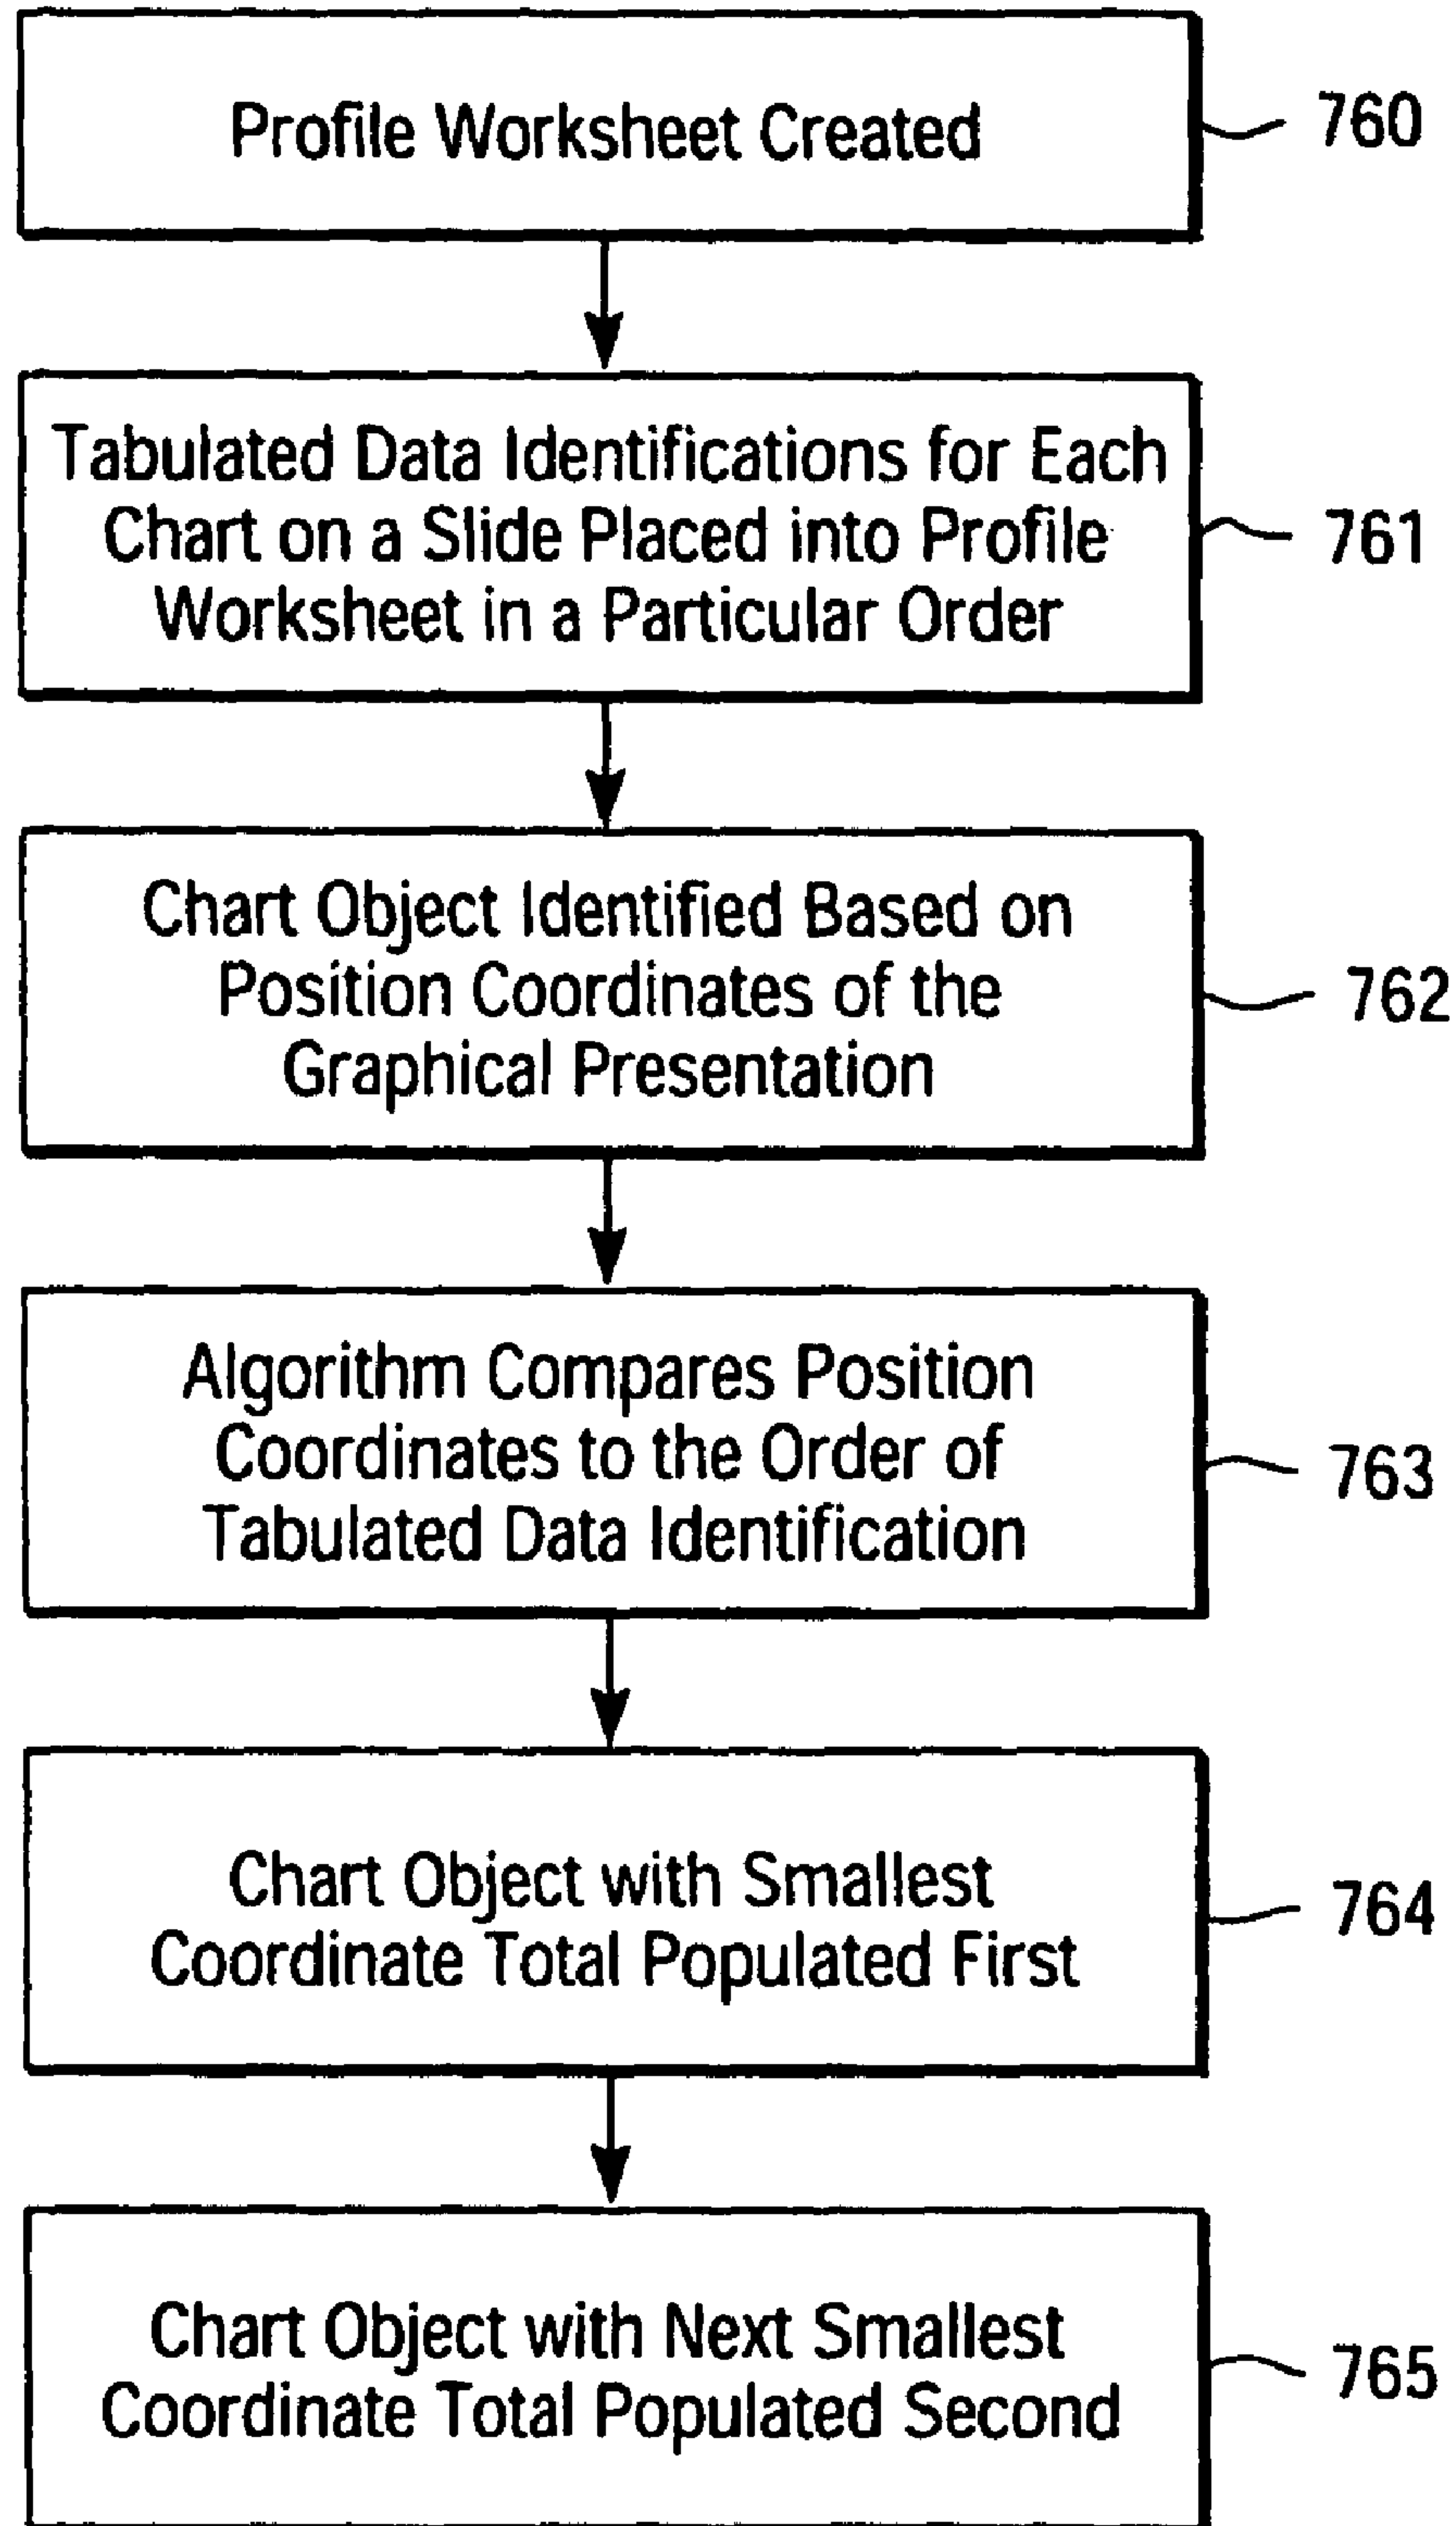 Profile Worksheet Created
760
Tabulated Data Identifications for Each
Chart on a Slide Placed into Profile
Worksheet in a Particular Order
761
Chart Object Identified Based on
Position Coordinates of the
Graphical Presentation
762
Algorithm Compares Position
Coordinates to the Order of
Tabulated Data Identification
763
Chart Object with Smallest
Coordinate Total Populated First
764
Chart Object with Next Smallest
Coordinate Total Populated Second
765